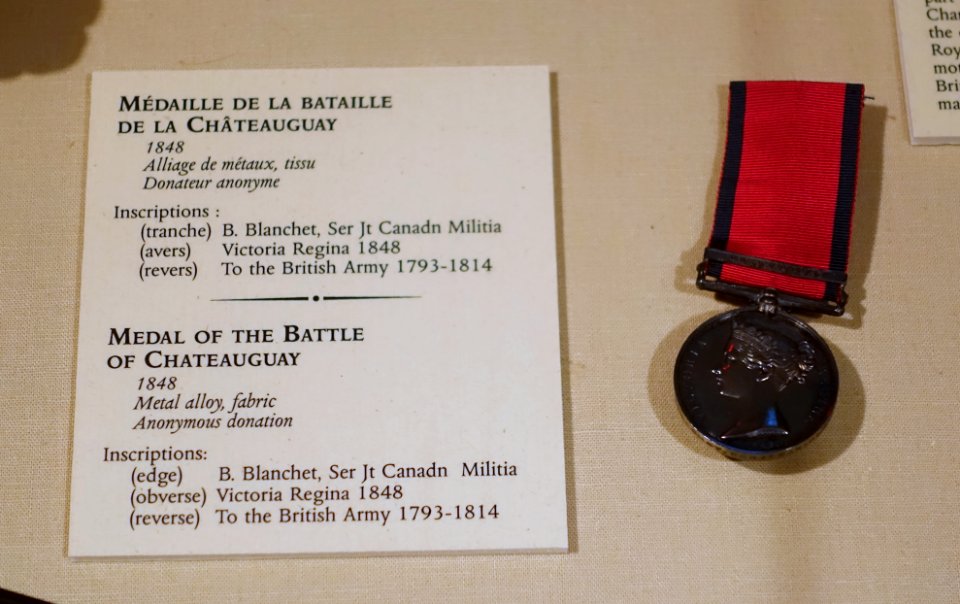 MÉDAILLE DE LA BATAILLE
DE LA CHÂTEAUGUAY
1848
Alliage de métaux, tissu
Donateur anonyme
Inscriptions :
(tranche) B. Blanchet, Ser Jt Canadn Militia
(avers) Victoria Regina 1848
(revers) To the British Army 1793-1814
MEDAL OF THE BATTLE
OF CHATEAUGUAY
1848
Metal alloy, fabric
Anonymous donation
Inscriptions:
(edge) B. Blanchet, Ser Jt Canadn Militia
(obverse) Victoria Regina 1848
(reverse) To the British Army 1793-1814
the